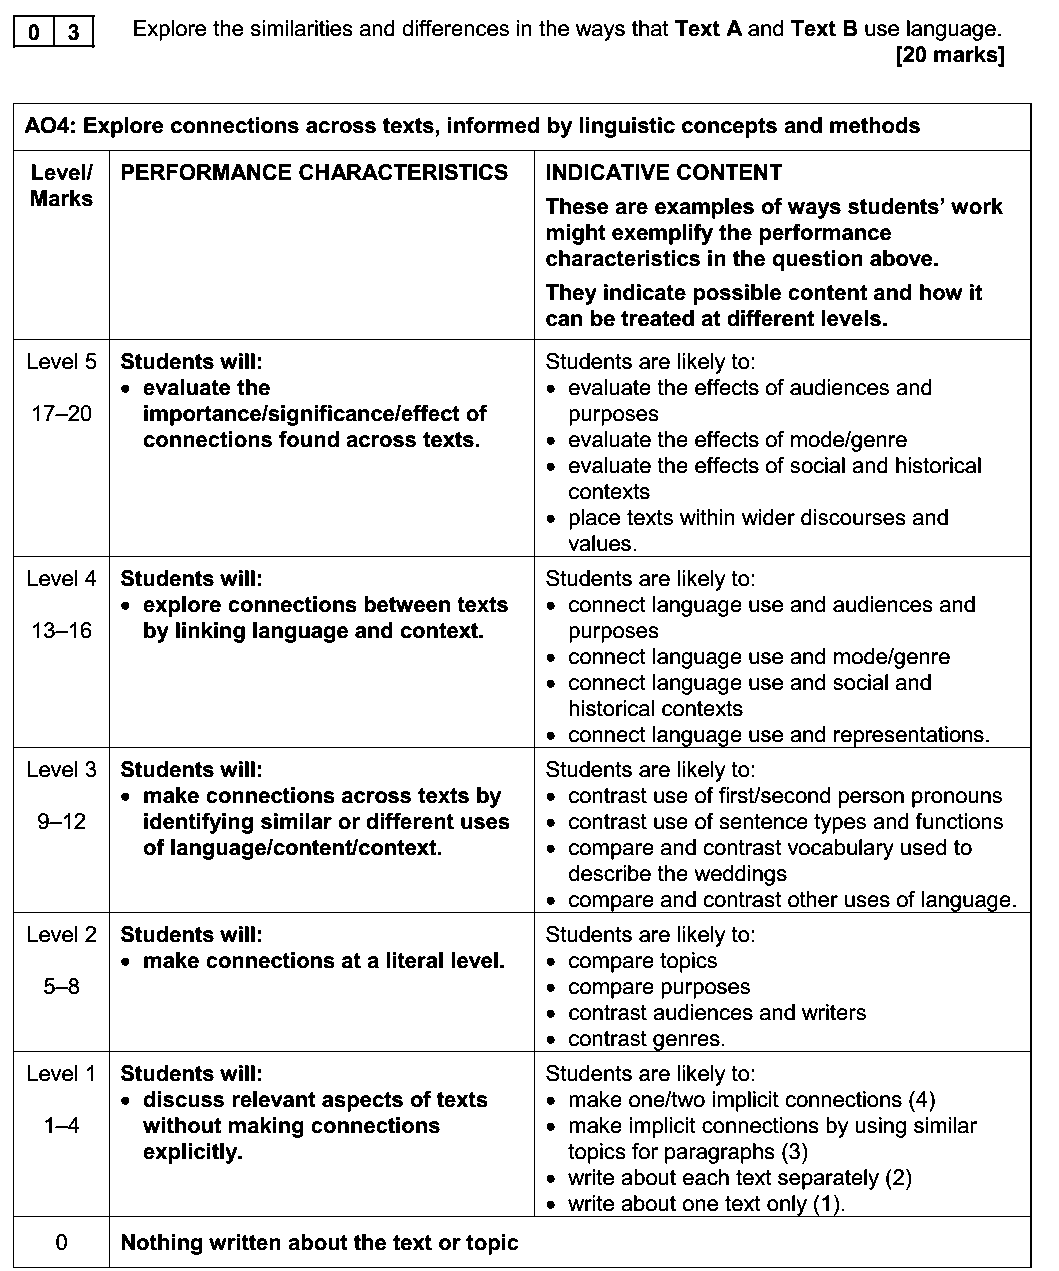 0 3 Explore the similarities and differences in the ways that Text A and Text B use language.
[20 marks]
AO4: Explore connections across texts, informed by linguistic concepts and methods
Level/
Marks
PERFORMANCE CHARACTERISTICS
INDICATIVE CONTENT
These are examples of ways students' work
might exemplify the performance
characteristics in the question above.
They indicate possible content and how it
can be treated at different levels.
Level 5
17–20
Students will:
• evaluate the
importance/significance/effect of
connections found across texts.
Students are likely to:
• evaluate the effects of audiences and
purposes
• evaluate the effects of mode/genre
• evaluate the effects of social and historical
contexts
• place texts within wider discourses and
values.
Level 4
13–16
Students will:
• explore connections between texts
by linking language and context.
Students are likely to:
• connect language use and audiences and
purposes
• connect language use and mode/genre
• connect language use and social and
historical contexts
• connect language use and representations.
Level 3
9–12
Students will:
• make connections across texts by
identifying similar or different uses
of language/content/context.
Students are likely to:
• contrast use of first/second person pronouns
• contrast use of sentence types and functions
• compare and contrast vocabulary used to
describe the weddings
• compare and contrast other uses of language.
Level 2
5–8
Students will:
• make connections at a literal level.
Students are likely to:
• compare topics
• compare purposes
• contrast audiences and writers
• contrast genres.
Level 1
1–4
Students will:
• discuss relevant aspects of texts
without making connections
explicitly.
Students are likely to:
• make one/two implicit connections (4)
• make implicit connections by using similar
topics for paragraphs (3)
• write about each text separately (2)
• write about one text only (1).
0
Nothing written about the text or topic